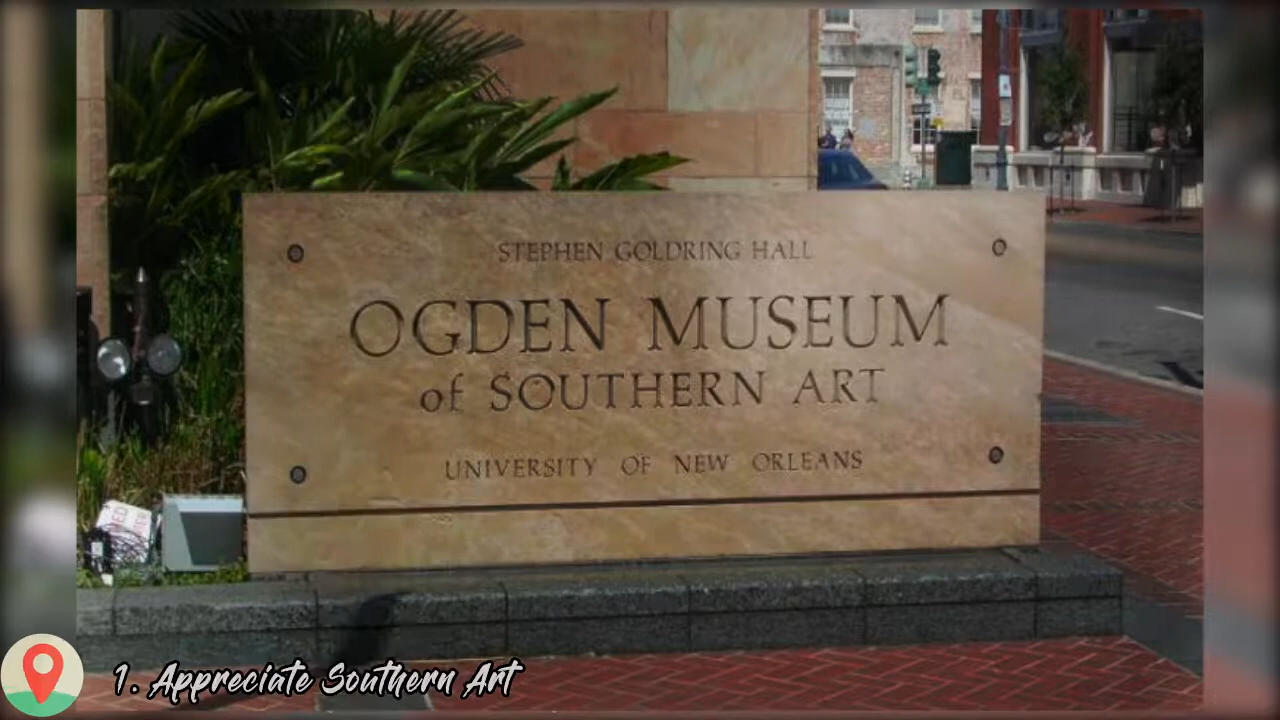 STEPHEN GOLDRING HALL
OGDEN MUSEUM
of SOUTHERN ART
UNIVERSITY OF NEW ORLEANS
1. Appreciate Southern Art